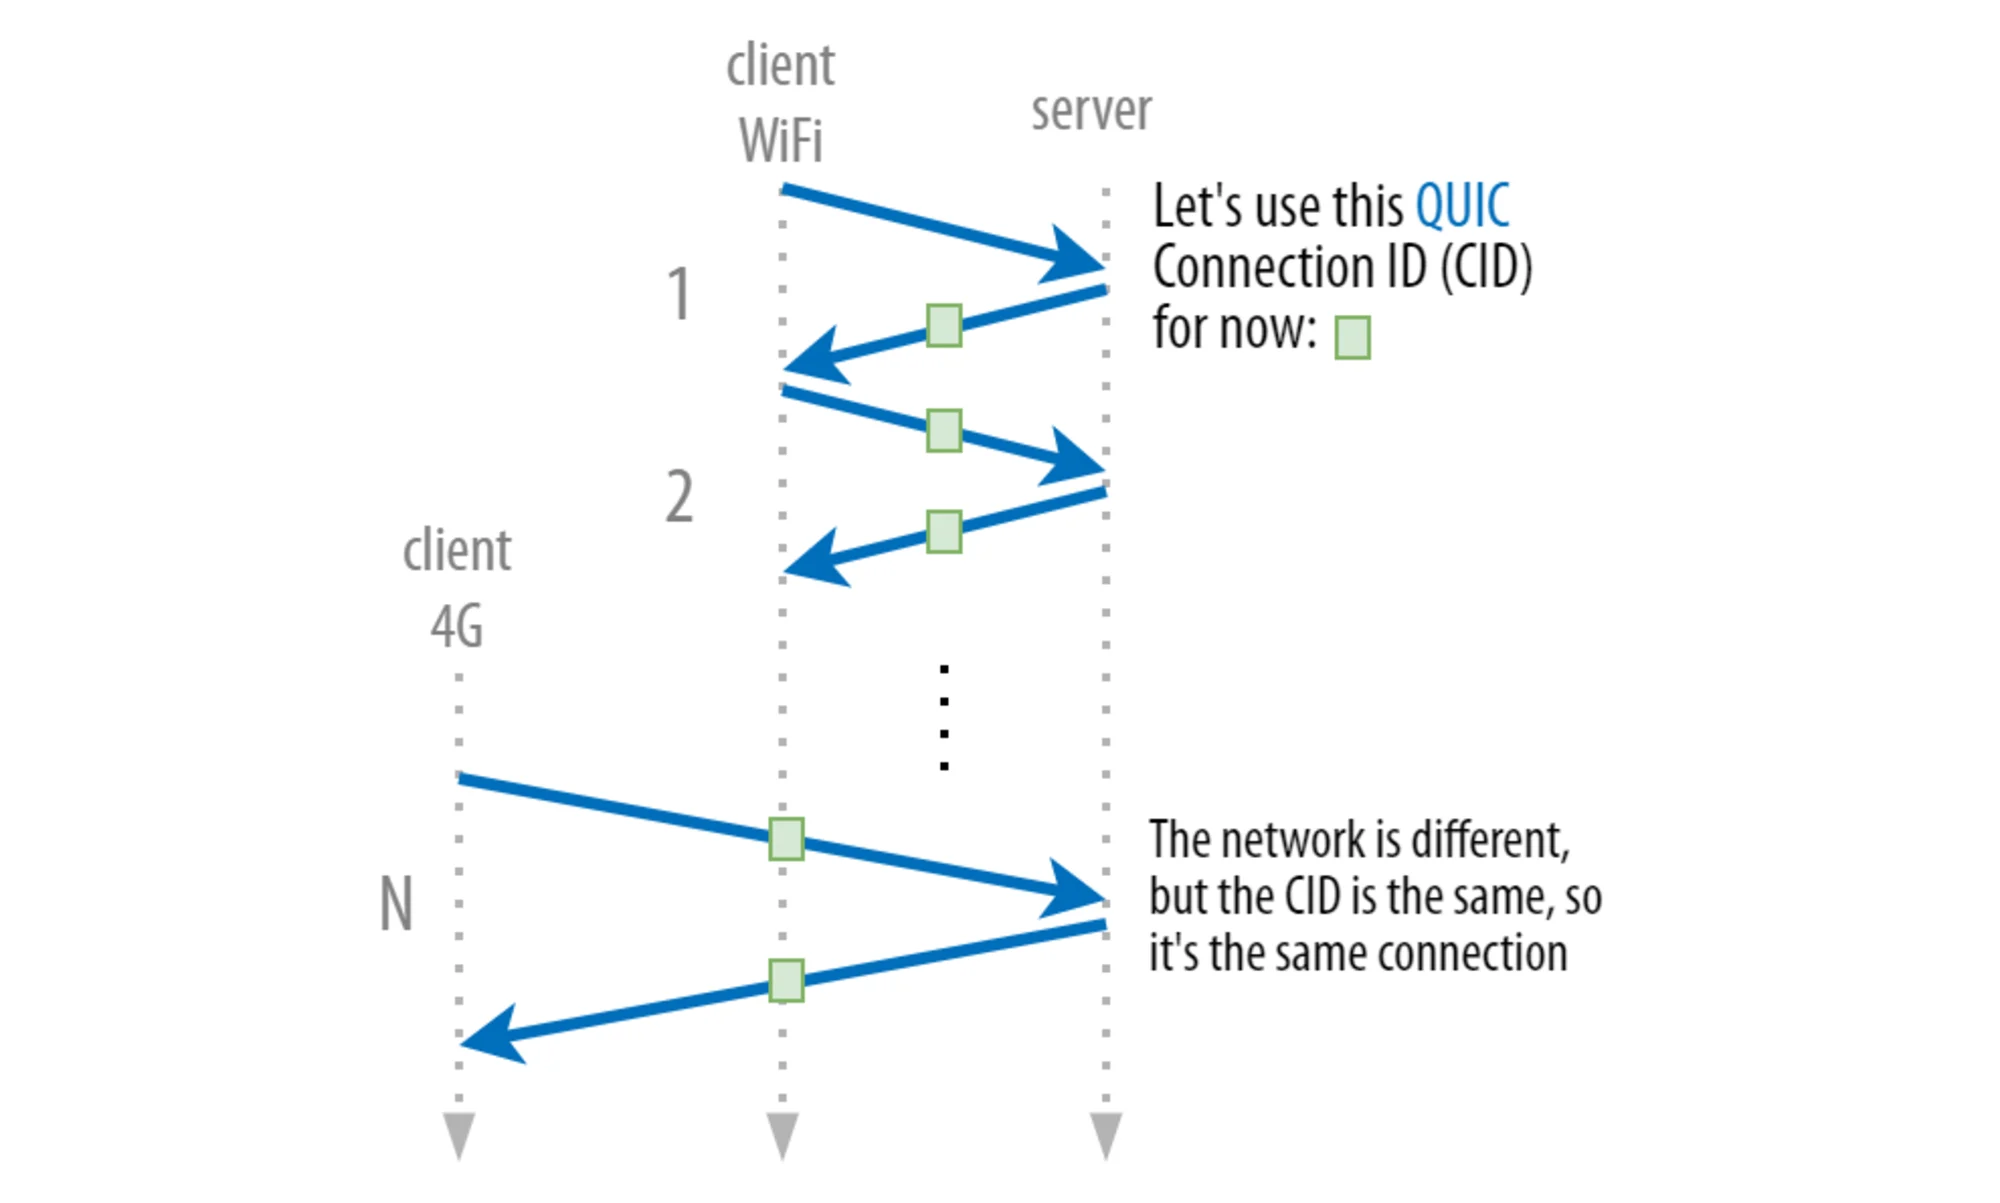 client
WiFi
server
Let's use this QUIC
Connection ID (CID)
for now:
1
2
client
4G
The network is different,
but the CID is the same, so
it's the same connection
N